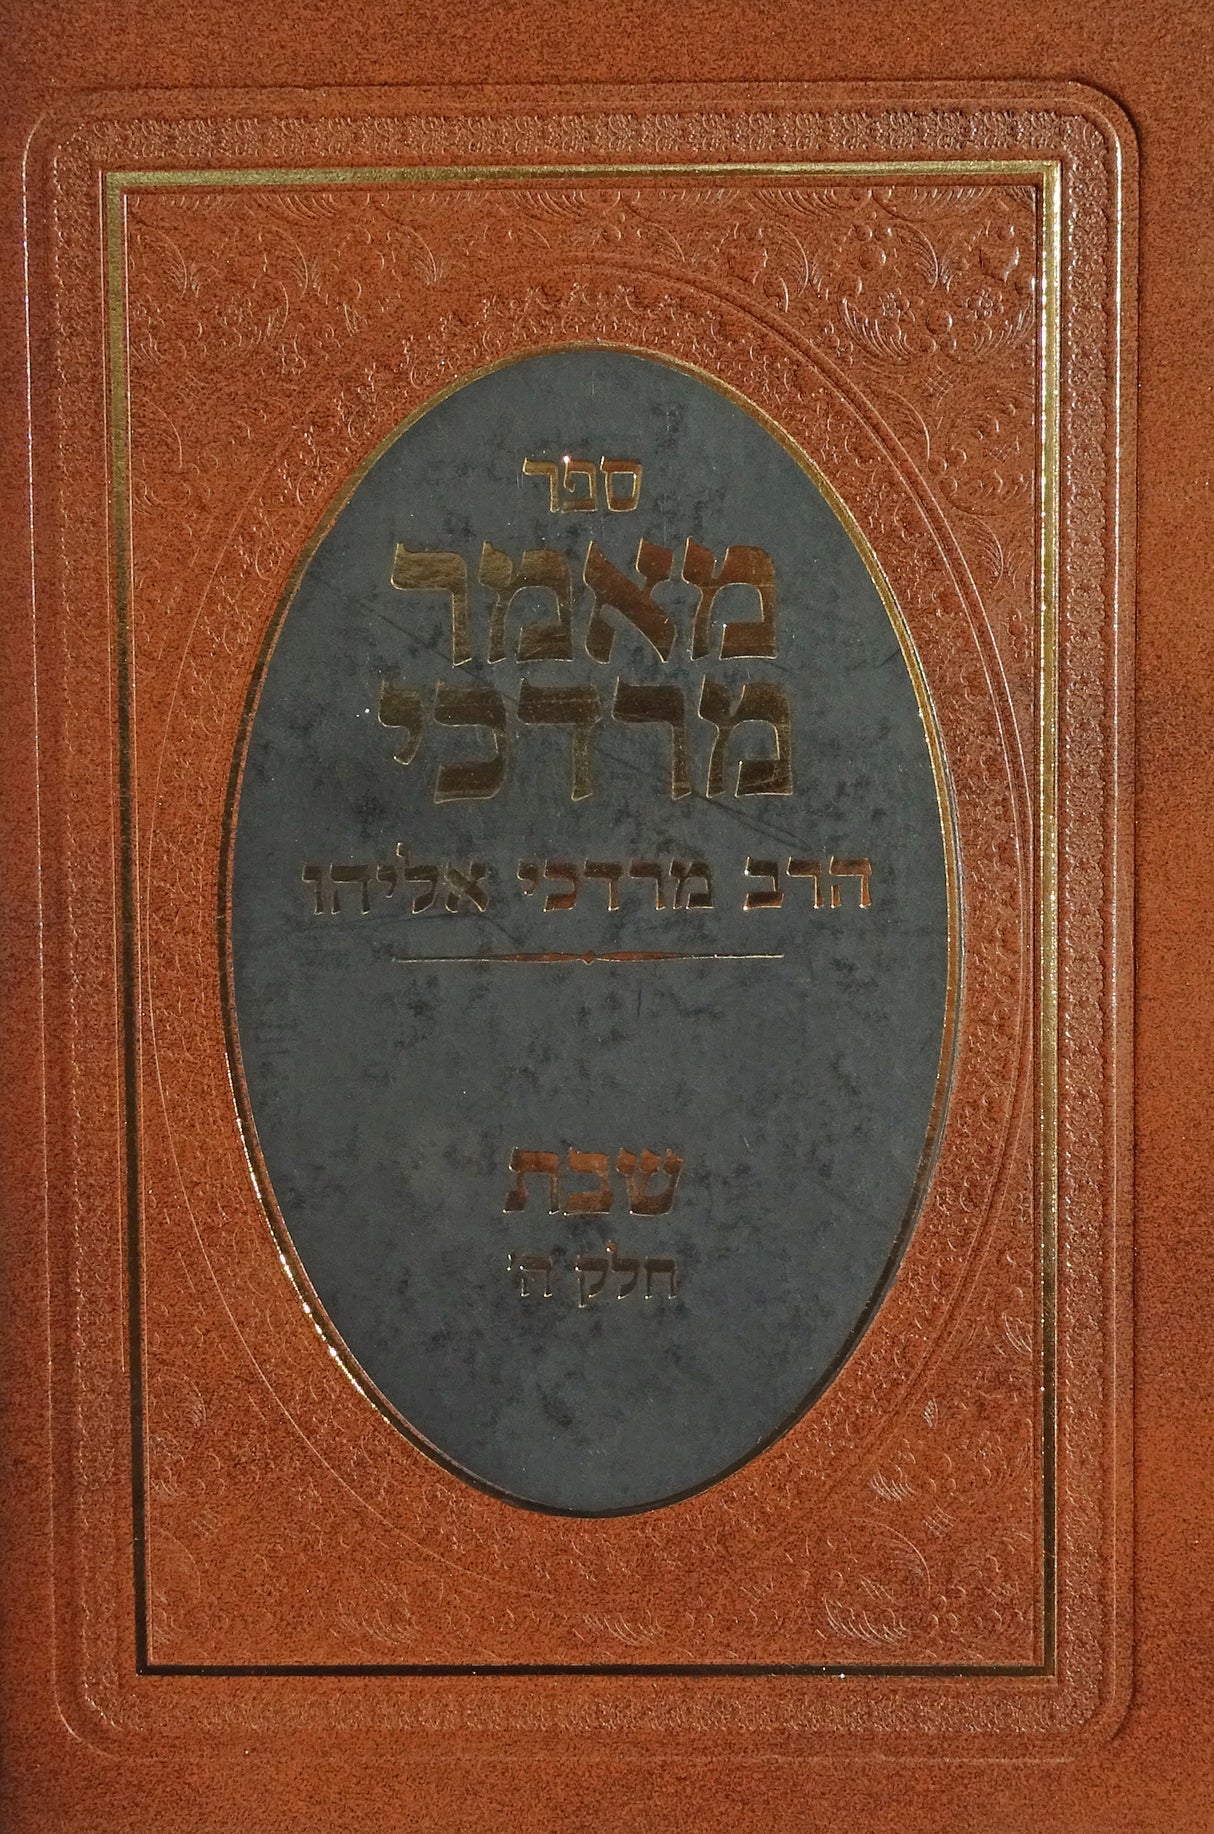 ספר
מאמר
מרדכי
הרב מרדכי אליהו
שבת
חלק ה'